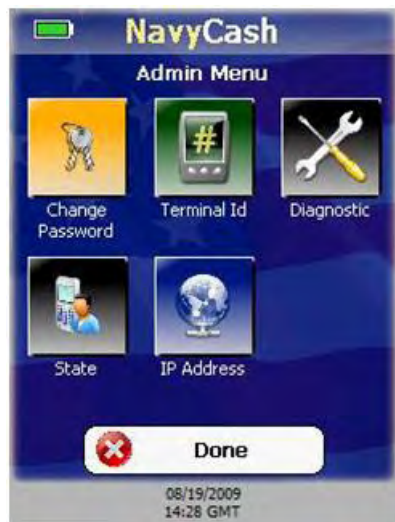 NavyCash
Admin Menu
#
Change
Password
Terminal Id
Diagnostic
State
IP Address
Done
08/19/2009
14:28 GMT